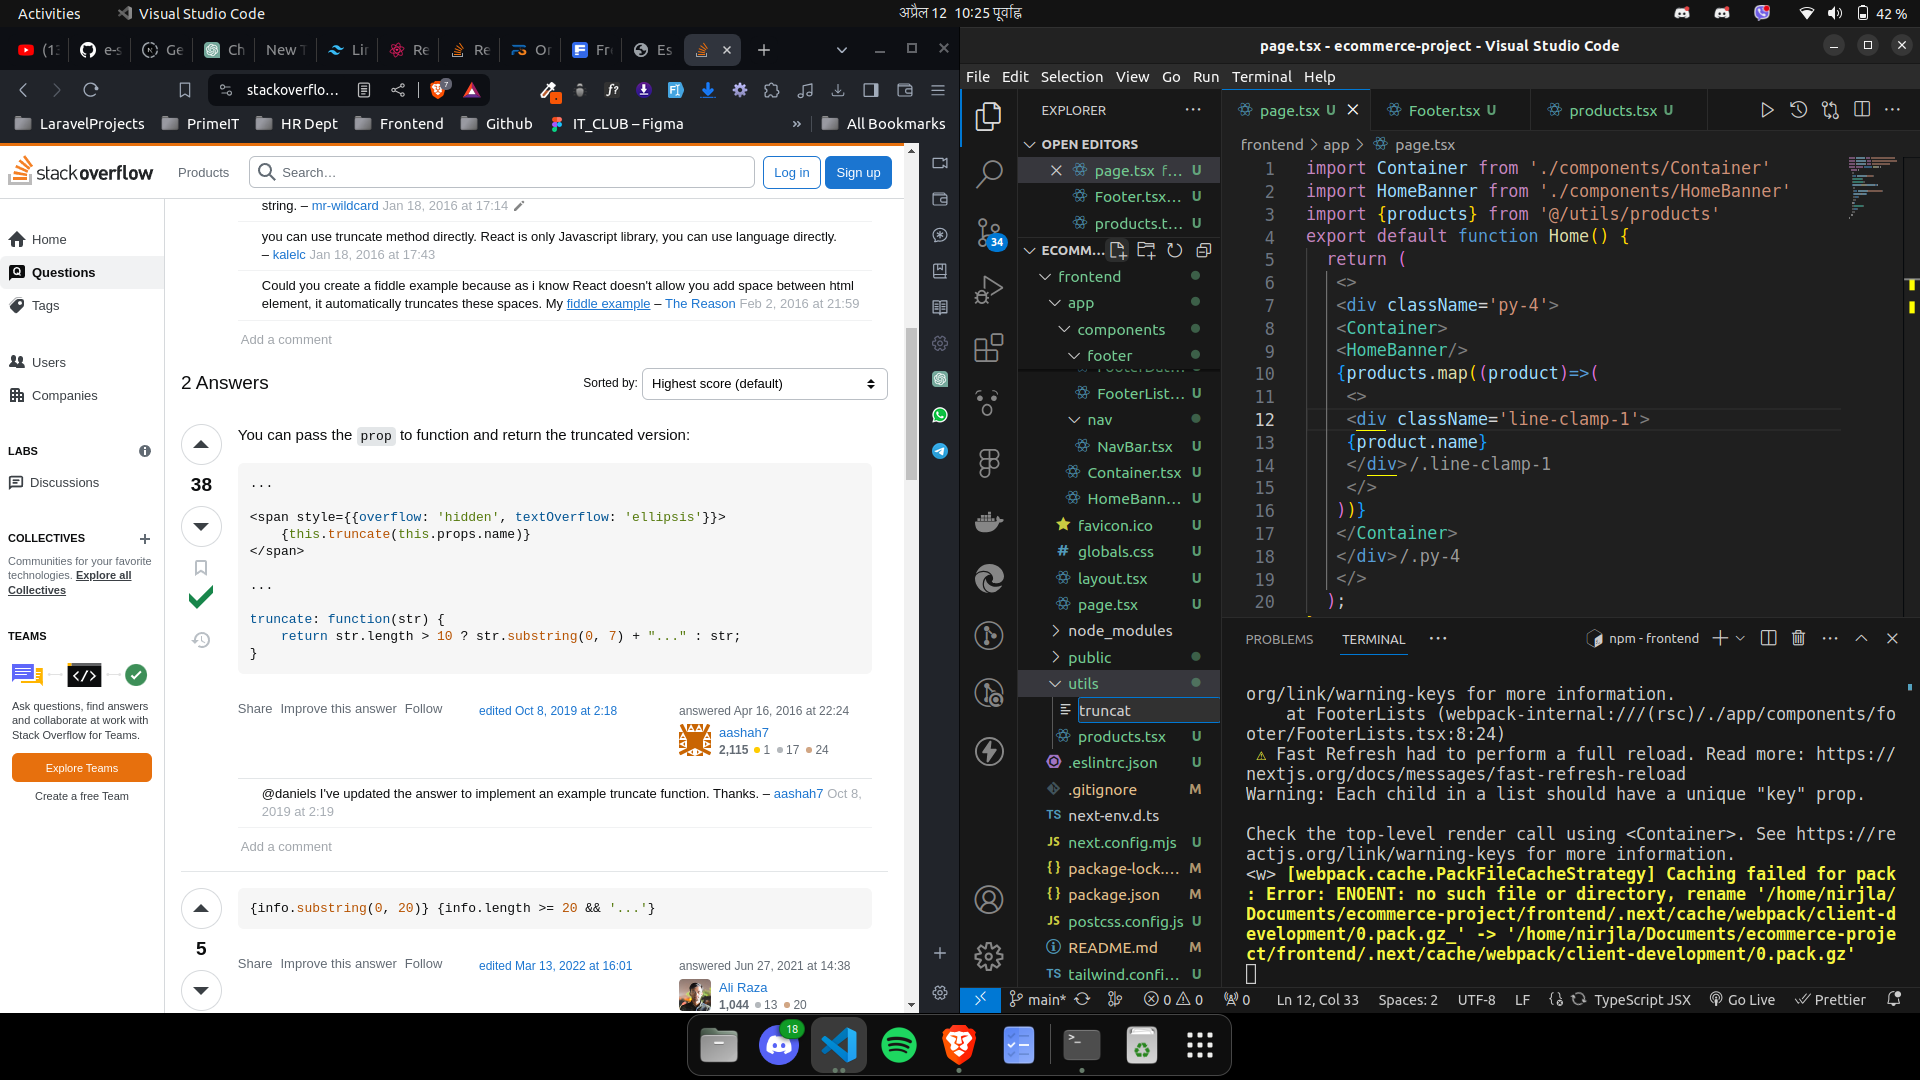 Activities
Visual Studio Code
अप्रैल 12  10:25 पूर्वाह्न
42 %
(1
e-s
Ge
Ch
New T
Lir
Re
Re
Or
Fre
Es
stackoverflo...
7
LaravelProjects
PrimeIT
HR Dept
Frontend
Github
IT_CLUB – Figma
»
All Bookmarks
stackoverflow
Products
Search...
Log in
Sign up
Home
Questions
Tags
Users
Companies
LABS
Discussions
COLLECTIVES
Communities for your favorite
technologies. Explore all
Collectives
TEAMS
Ask questions, find answers
and collaborate at work with
Stack Overflow for Teams.
Explore Teams
Create a free Team
string. – mr-wildcard Jan 18, 2016 at 17:14
you can use truncate method directly. React is only Javascript library, you can use language directly.
– kalelc Jan 18, 2016 at 17:43
Could you create a fiddle example because as i know React doesn't allow you add space between html
element, it automatically truncates these spaces. My fiddle example – The Reason Feb 2, 2016 at 21:59
Add a comment
2 Answers
Sorted by:
Highest score (default)
38
You can pass the prop to function and return the truncated version:
...
<span style={{overflow: 'hidden', textOverflow: 'ellipsis'}}>
{this.truncate(this.props.name)}
</span>
...
truncate: function(str) {
return str.length > 10 ? str.substring(0, 7) + "..." : str;
}
Share Improve this answer Follow
edited Oct 8, 2019 at 2:18
answered Apr 16, 2016 at 22:24
aashah7
2,115 1 17 24
@daniels I've updated the answer to implement an example truncate function. Thanks. – aashah7 Oct 8,
2019 at 2:19
Add a comment
5
{info.substring(0, 20)} {info.length >= 20 && '...'}
Share Improve this answer Follow
edited Mar 13, 2022 at 16:01
answered Jun 27, 2021 at 14:38
Ali Raza
1,044 13 20
page.tsx - ecommerce-project - Visual Studio Code
File Edit Selection View Go Run Terminal Help
34
EXPLORER
OPEN EDITORS
page.tsx f... U
Footer.tsx... U
products.t... U
ECOMM...
frontend
app
components
footer
FooterList... U
nav
NavBar.tsx U
Container.tsx U
HomeBann... U
favicon.ico U
globals.css U
layout.tsx U
page.tsx U
node_modules
public
utils
truncat
products.tsx U
.eslintrc.json U
.gitignore M
next-env.d.ts
next.config.mjs U
package-lock.... M
package.json M
postcss.config.js U
README.md M
tailwind.confi... U
page.tsx U
Footer.tsx U
products.tsx U
frontend > app > page.tsx
1 import Container from './components/Container'
2 import HomeBanner from './components/HomeBanner'
3 import {products} from '@/utils/products'
4 export default function Home() {
5 return (
6 <>
7 <div className='py-4'>
8 <Container>
9 <HomeBanner/>
10 {products.map((product)=>(
11 <>
12 <div className='line-clamp-1'>
13 {product.name}
14 </div>/.line-clamp-1
15 </>
16 ))}
17 </Container>
18 </div>/.py-4
19 </>
20 );
PROBLEMS
TERMINAL
npm - frontend
org/link/warning-keys for more information.
at FooterLists (webpack-internal:///(rsc)/./app/components/fo
oter/FooterLists.tsx:8:24)
⚠ Fast Refresh had to perform a full reload. Read more: https://
nextjs.org/docs/messages/fast-refresh-reload
Warning: Each child in a list should have a unique "key" prop.
Check the top-level render call using <Container>. See https://re
actjs.org/link/warning-keys for more information.
<w> [webpack.cache.PackFileCacheStrategy] Caching failed for pack
: Error: ENOENT: no such file or directory, rename '/home/nirjla/
Documents/ecommerce-project/frontend/.next/cache/webpack/client-d
evelopment/0.pack.gz_' -> '/home/nirjla/Documents/ecommerce-proje
ct/frontend/.next/cache/webpack/client-development/0.pack.gz'
main*
0 0
0
Ln 12, Col 33
Spaces: 2
UTF-8
LF
TypeScript JSX
Go Live
Prettier
18